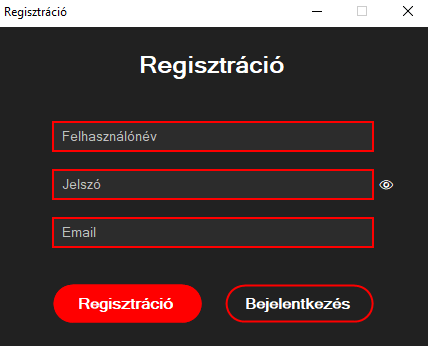 Regisztráció
Regisztráció
Felhasználónév
Jelszó
Email
Regisztráció
Bejelentkezés